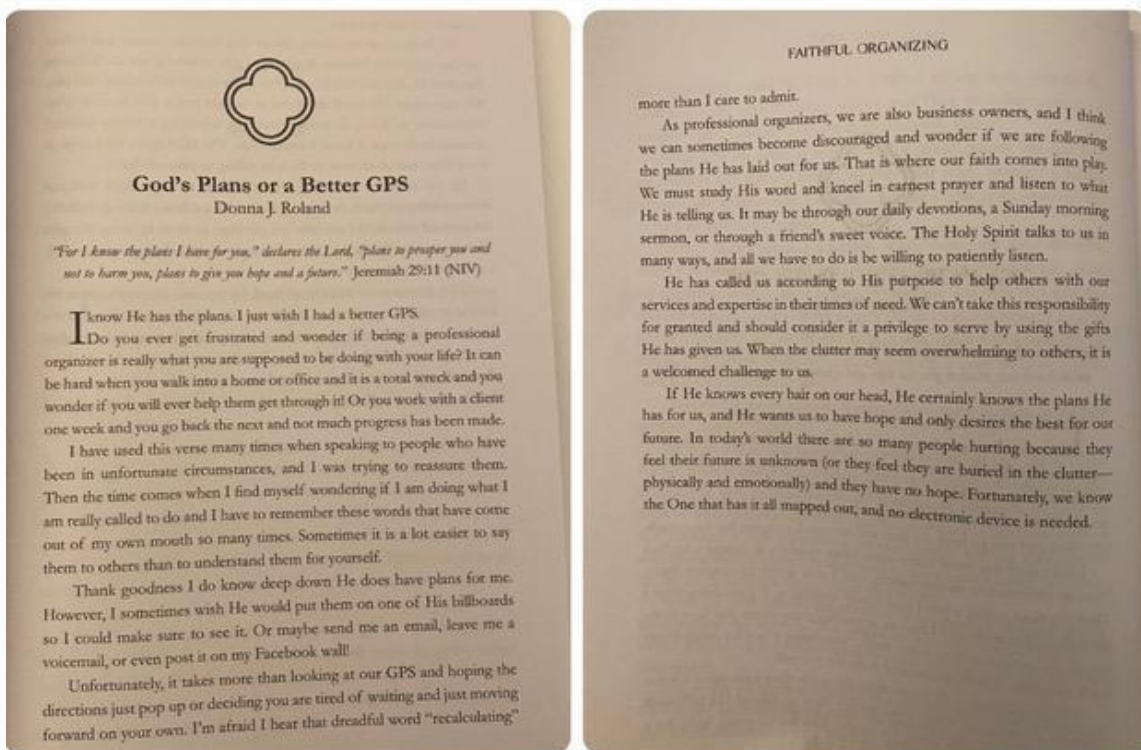 God's Plans or a Better GPS
Donna J. Roland
"For I know the plans I have for you," declares the Lord, "plans to prosper you and
not to harm you, plans to give you hope and a future." Jeremiah 29:11 (NIV)
I know He has the plans. I just wish I had a better GPS.
Do you ever get frustrated and wonder if being a professional
organizer is really what you are supposed to be doing with your life? It can
be hard when you walk into a home or office and it is a total wreck and you
wonder if you will ever help them get through it! Or you work with a client
one week and you go back the next and not much progress has been made.
I have used this verse many times when speaking to people who have
been in unfortunate circumstances, and I was trying to reassure them.
Then the time comes when I find myself wondering if I am doing what I
am really called to do and I have to remember these words that have come
out of my own mouth so many times. Sometimes it is a lot easier to say
them to others than to understand them for yourself.
Thank goodness I do know deep down He does have plans for me.
However, I sometimes wish He would put them on one of His billboards
so I could make sure to see it. Or maybe send me an email, leave me a
voicemail, or even post it on my Facebook wall!
Unfortunately, it takes more than looking at our GPS and hoping the
directions just pop up or deciding you are tired of waiting and just moving
forward on your own. I'm afraid I hear that dreadful word "recalculating"
FAITHFUL ORGANIZING
more than I care to admit.
As professional organizers, we are also business owners, and I think
we can sometimes become discouraged and wonder if we are following
the plans He has laid out for us. That is where our faith comes into play.
We must study His word and kneel in earnest prayer and listen to what
He is telling us. It may be through our daily devotions, a Sunday morning
sermon, or through a friend's sweet voice. The Holy Spirit talks to us in
many ways, and all we have to do is be willing to patiently listen.
He has called us according to His purpose to help others with our
services and expertise in their times of need. We can't take this responsibility
for granted and should consider it a privilege to serve by using the gifts
He has given us. When the clutter may seem overwhelming to others, it is
a welcomed challenge to us.
If He knows every hair on our head, He certainly knows the plans He
has for us, and He wants us to have hope and only desires the best for our
future. In today's world there are so many people hurting because they
feel their future is unknown (or they feel they are buried in the clutter—
physically and emotionally) and they have no hope. Fortunately, we know
the One that has it all mapped out, and no electronic device is needed.